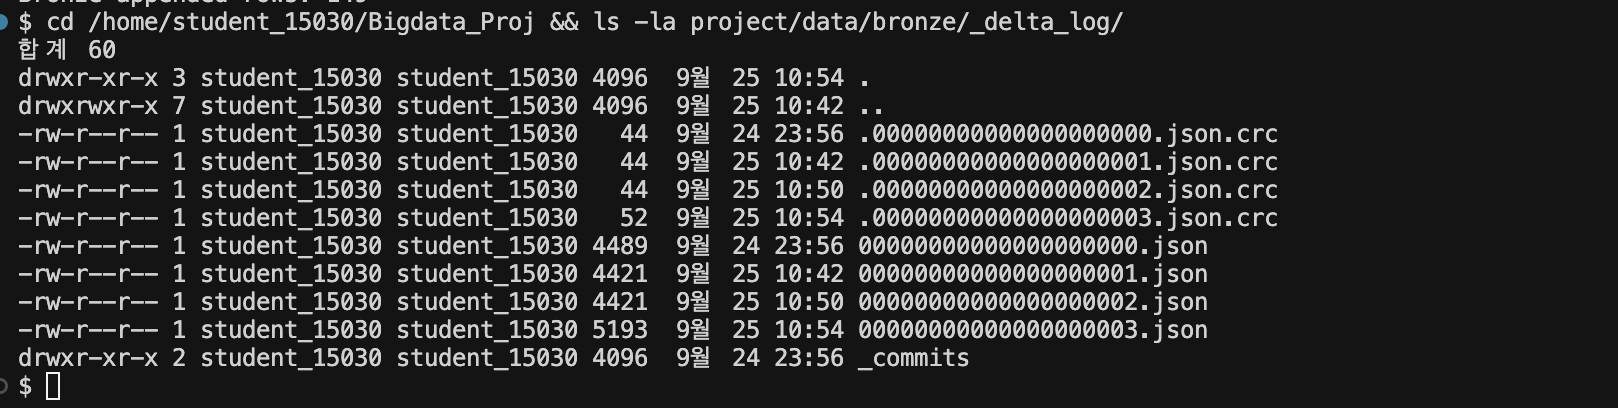 $ cd /home/student_15030/Bigdata_Proj && ls -la project/data/bronze/_delta_log/
합계 60
drwxr-xr-x 3 student_15030 student_15030 4096  9월 25 10:54 .
drwxrwxr-x 7 student_15030 student_15030 4096  9월 25 10:42 ..
-rw-r--r-- 1 student_15030 student_15030   44  9월 24 23:56 .00000000000000000000.json.crc
-rw-r--r-- 1 student_15030 student_15030   44  9월 25 10:42 .00000000000000000001.json.crc
-rw-r--r-- 1 student_15030 student_15030   44  9월 25 10:50 .00000000000000000002.json.crc
-rw-r--r-- 1 student_15030 student_15030   52  9월 25 10:54 .00000000000000000003.json.crc
-rw-r--r-- 1 student_15030 student_15030 4489  9월 24 23:56 00000000000000000000.json
-rw-r--r-- 1 student_15030 student_15030 4421  9월 25 10:42 00000000000000000001.json
-rw-r--r-- 1 student_15030 student_15030 4421  9월 25 10:50 00000000000000000002.json
-rw-r--r-- 1 student_15030 student_15030 5193  9월 25 10:54 00000000000000000003.json
drwxr-xr-x 2 student_15030 student_15030 4096  9월 24 23:56 _commits
$